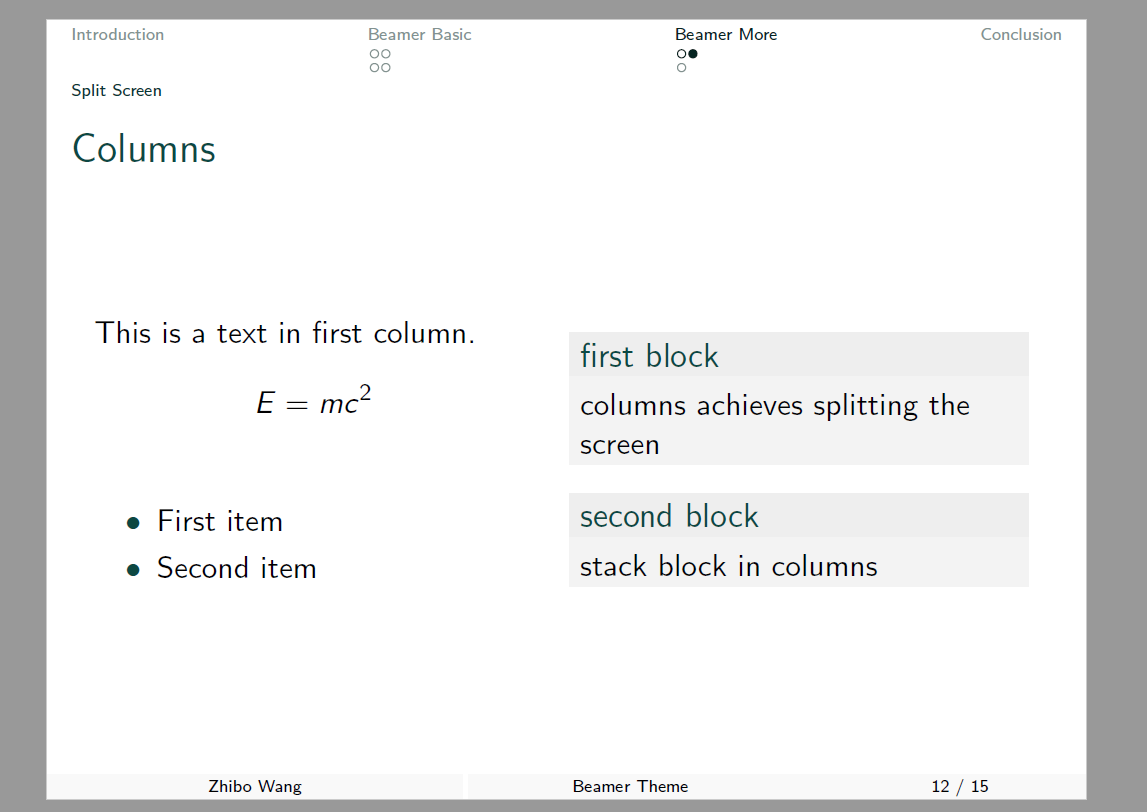 Introduction
Beamer Basic
Beamer More
Conclusion
Split Screen
Columns
This is a text in first column.
E = mc²
• First item
• Second item
first block
columns achieves splitting the
screen
second block
stack block in columns
Zhibo Wang
Beamer Theme
12 / 15